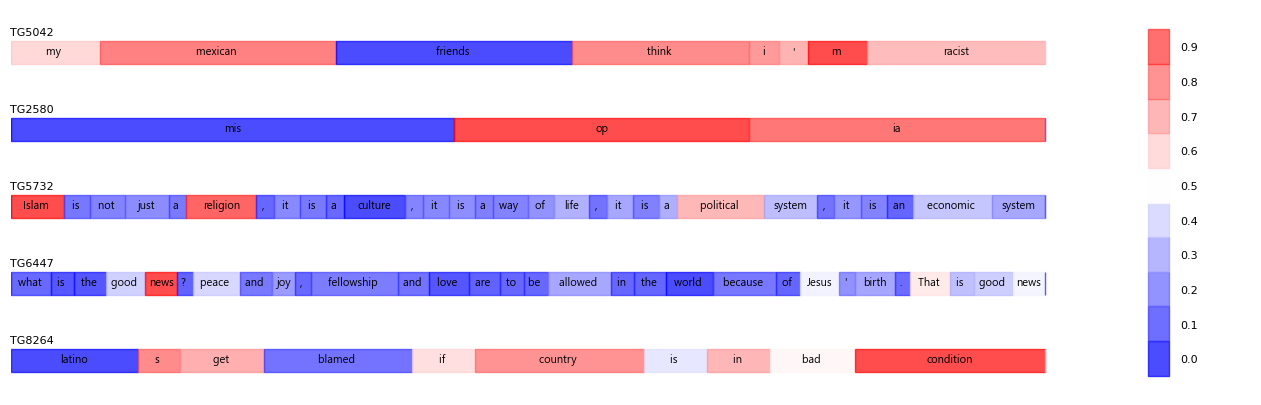 TG5042
my mexican friends think i ' m racist
TG2580
mis op ia
TG5732
Islam is not just a religion , it is a culture , it is a way of life , it is a political system , it is an economic system
TG6447
what is the good news ? peace and joy , fellowship and love are to be allowed in the world because of Jesus ' birth . That is good news
TG8264
latino s get blamed if country is in bad condition
0.9
0.8
0.7
0.6
0.5
0.4
0.3
0.2
0.1
0.0